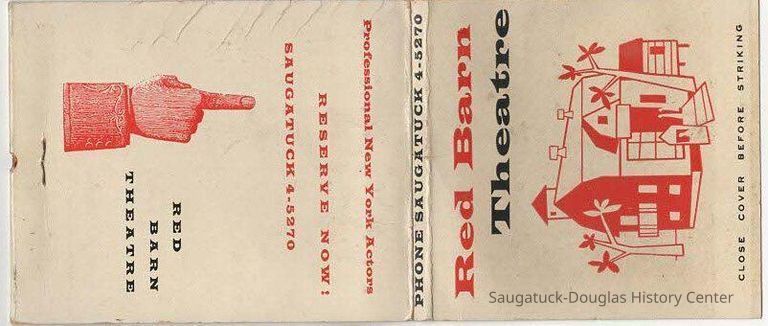 Professional New York Actors
RESERVE NOW!
SAUGATUCK 4-5270
RED
BARN
THEATRE
PHONE SAUGATUCK 4-5270
Red Barn
Theatre
CLOSE COVER BEFORE STRIKING
Saugatuck-Douglas History Center